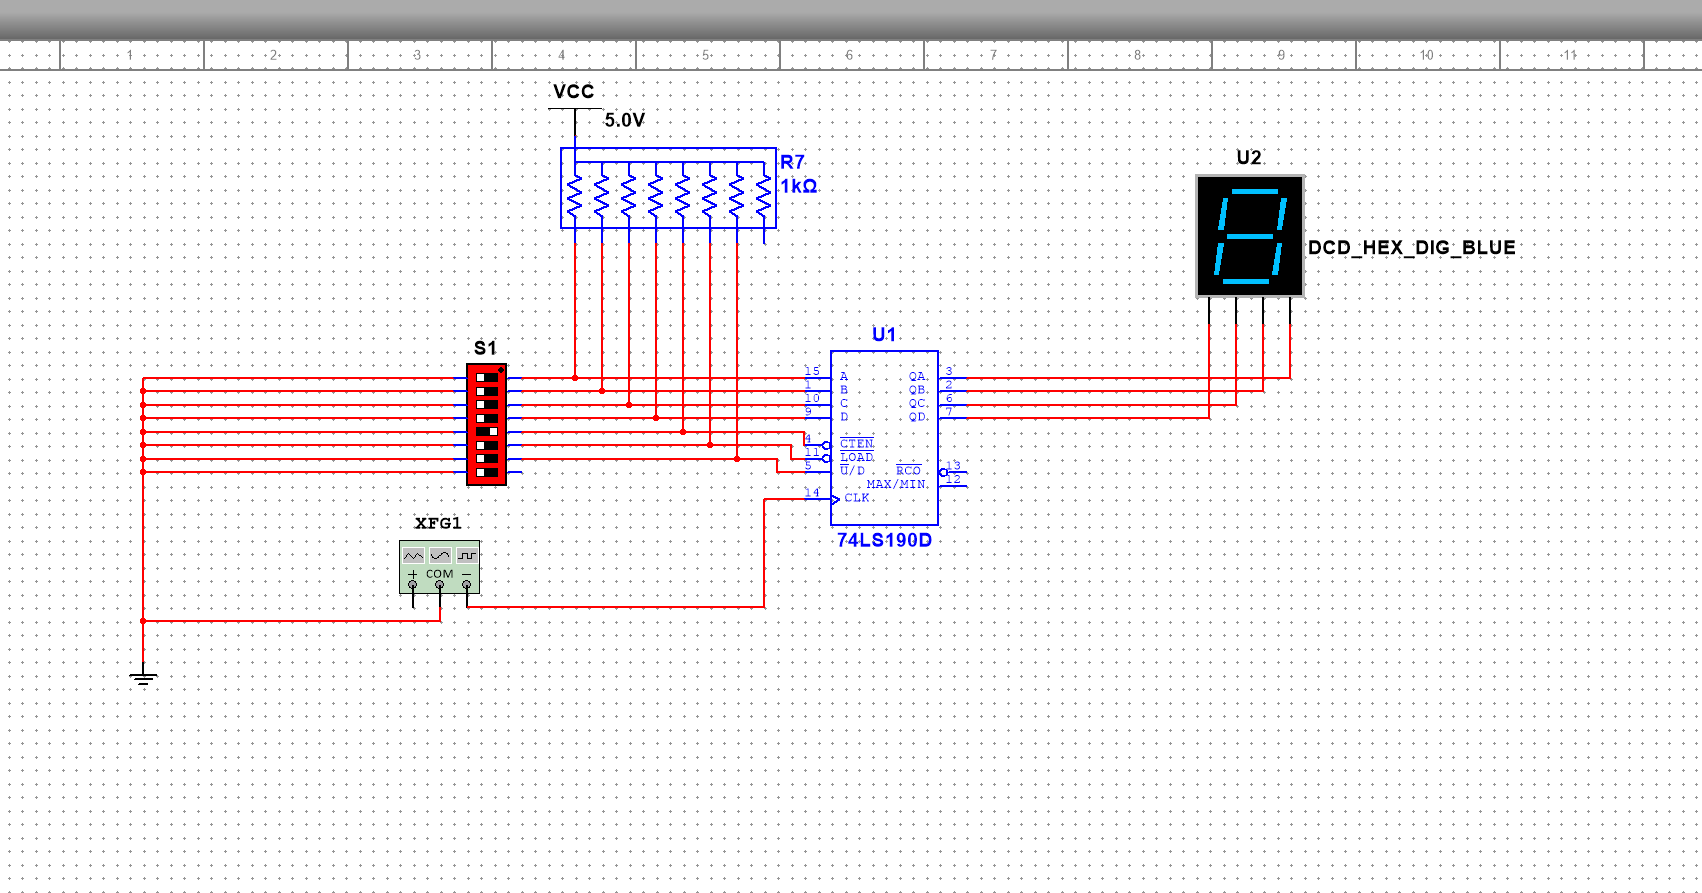 1 2 3 4 5 6 7 8 9 10 11
VCC
5.0V
R7
1kΩ
U2
DCD_HEX_DIG_BLUE
S1
U1
15 A QA 3
1 B QB 2
10 C QC 6
9 D QD 7
4 CTEN
11 LOAD
5 U/D RCO 13
MAX/MIN 12
14 CLK
74LS190D
XFG1
+ COM −